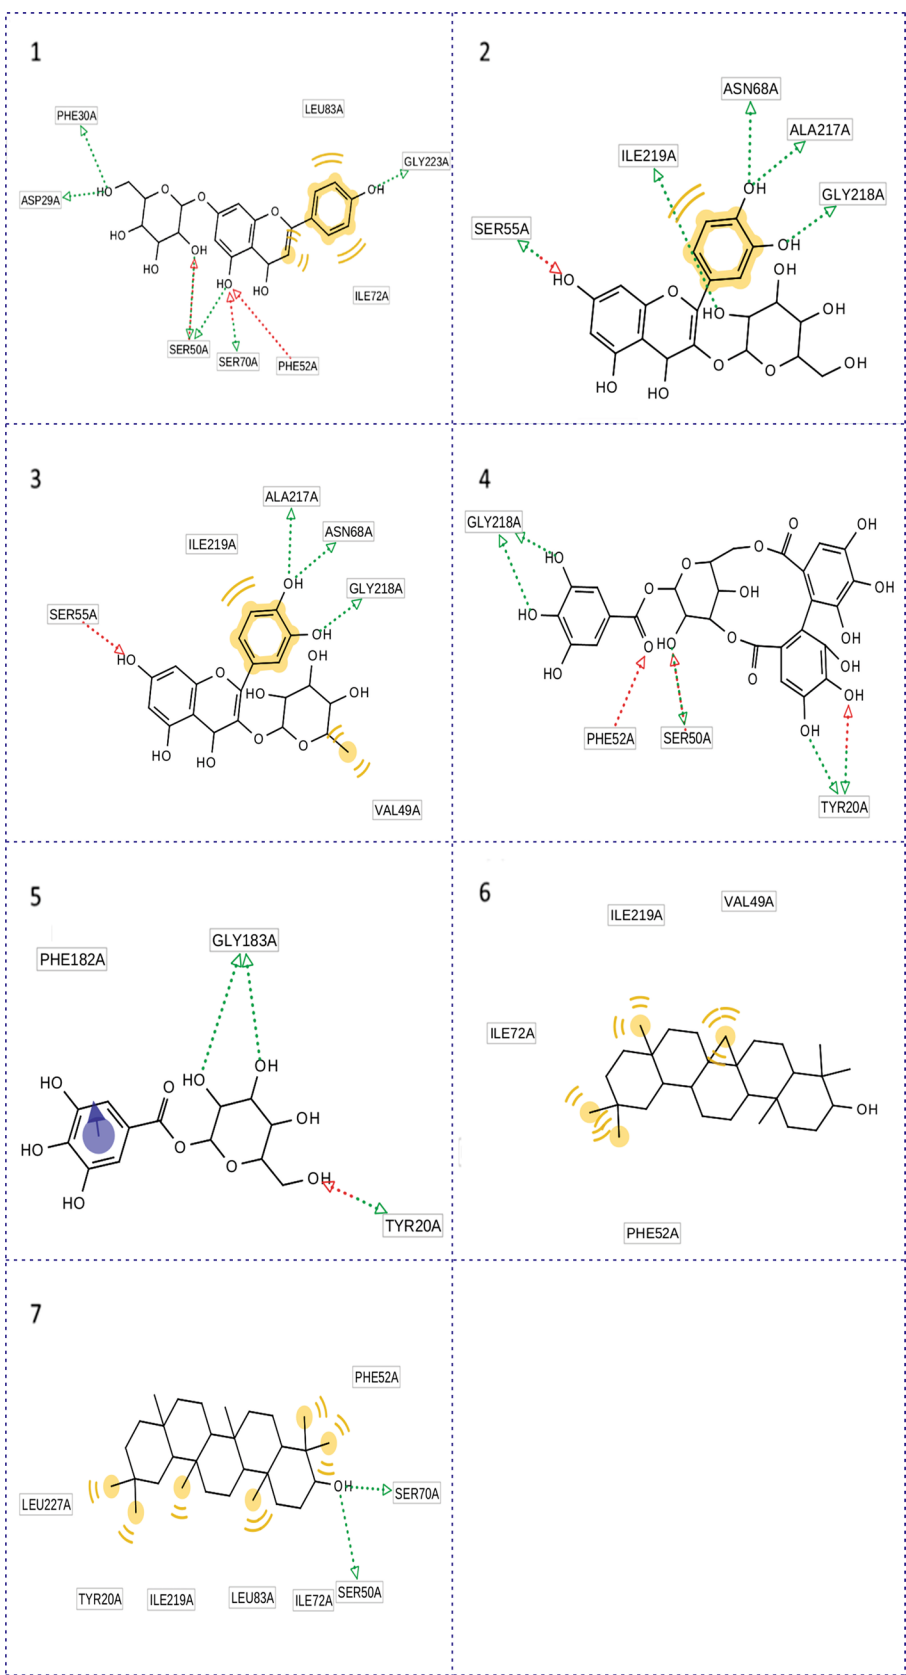 1
LEU83A
PHE30A
GLY223A
OH
HO
O
ASP29A
O
O
HO
OH
HO
HO
HO
ILE72A
SER50A
SER70A
PHE52A
2
ASN68A
ALA217A
ILE219A
OH
GLY218A
SER55A
OH
OH
HO
O
HO
OH
O
O
OH
HO
HO
3
ALA217A
ASN68A
ILE219A
OH
GLY218A
SER55A
OH
HO
OH
O
HO
OH
O
O
HO
HO
VAL49A
4
GLY218A
O
OH
O
HO
O
O
OH
OH
HO
HO
O
O
OH
OH
HO
O
OH
PHE52A
SER50A
OH
TYR20A
5
GLY183A
PHE182A
OH
HO
HO
O
OH
HO
O
O
OH
HO
TYR20A
6
VAL49A
ILE219A
ILE72A
OH
PHE52A
7
PHE52A
OH
SER70A
LEU227A
TYR20A
ILE219A
LEU83A
ILE72A
SER50A